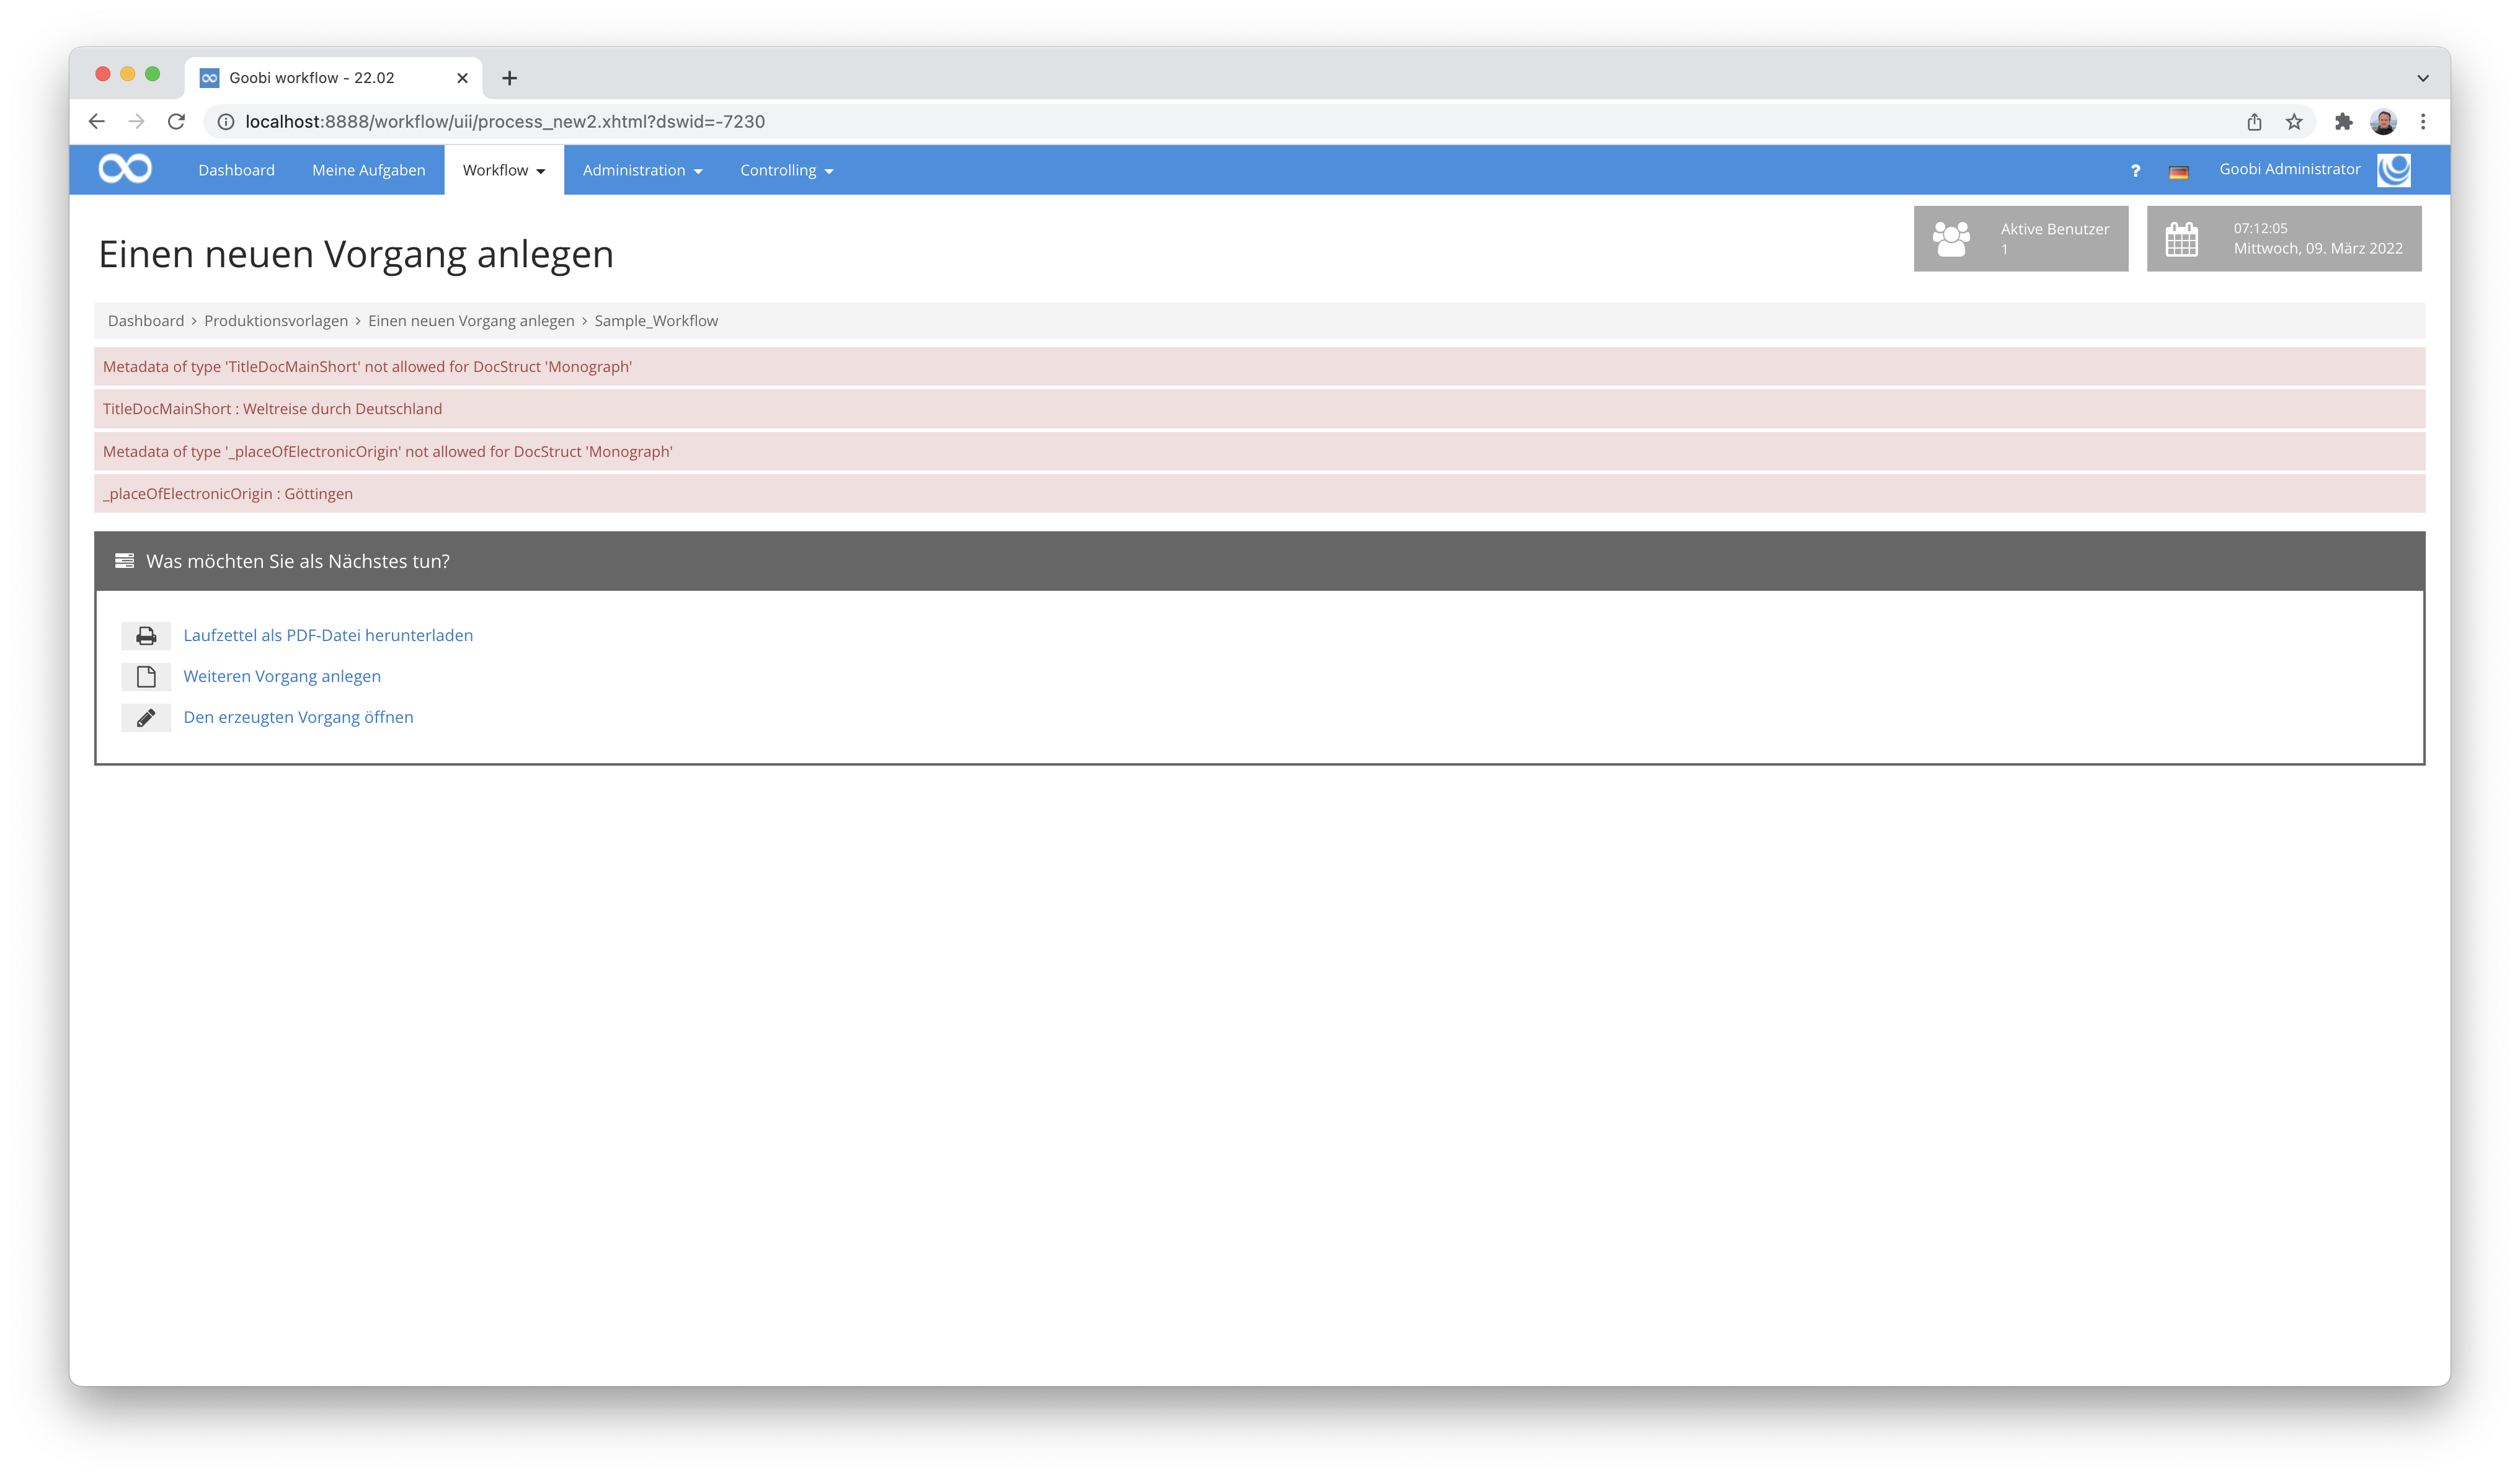 Goobi workflow - 22.02
localhost:8888/workflow/uii/process_new2.xhtml?dswid=-7230
Dashboard Meine Aufgaben Workflow Administration Controlling ? Goobi Administrator
Einen neuen Vorgang anlegen
Aktive Benutzer
1
07:12:05
Mittwoch, 09. März 2022
Dashboard › Produktionsvorlagen › Einen neuen Vorgang anlegen › Sample_Workflow
Metadata of type 'TitleDocMainShort' not allowed for DocStruct 'Monograph'
TitleDocMainShort : Weltreise durch Deutschland
Metadata of type '_placeOfElectronicOrigin' not allowed for DocStruct 'Monograph'
_placeOfElectronicOrigin : Göttingen
Was möchten Sie als Nächstes tun?
Laufzettel als PDF-Datei herunterladen
Weiteren Vorgang anlegen
Den erzeugten Vorgang öffnen